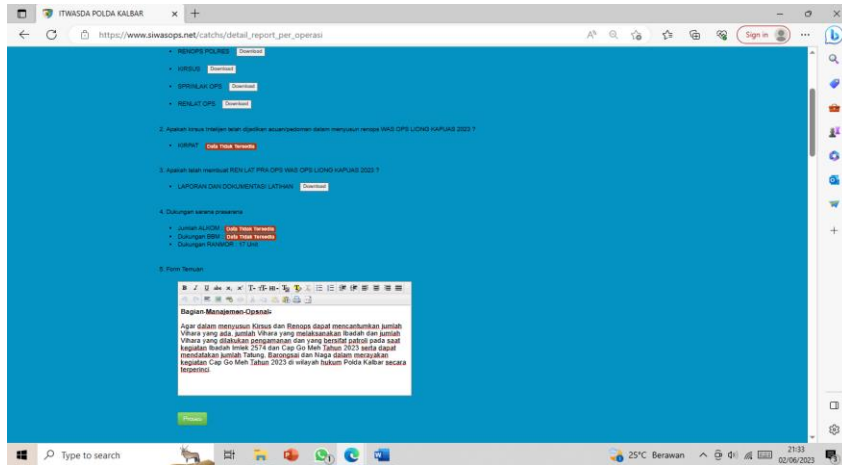 ITWASDA POLDA KALBAR
https://www.siwasops.net/catchs/detail_report_per_operasi
Sign in
RENOPS POLRES Download
KIRSUS Download
SPRINLAK OPS Download
RENLAT OPS Download
2. Apakah kirsus Intelijen telah dijadikan acuan/pedoman dalam menyusun renops WAS OPS LIONG KAPUAS 2023 ?
KIRPAT Data Tidak Tersedia
3. Apakah telah membuat REN LAT PRA OPS WAS OPS LIONG KAPUAS 2023 ?
LAPORAN DAN DOKUMENTASI LATIHAN Download
4. Dukungan sarana prasarana
Jumlah ALKOM : Data Tidak Tersedia
Dukungan BBM : Data Tidak Tersedia
Dukungan RANMOR : 17 Unit
5. Form Temuan
Bagian Manajemen Opsnal:
Agar dalam menyusun Kirsus dan Renops dapat mencantumkan jumlah
Vihara yang ada, jumlah Vihara yang melaksanakan Ibadah dan jumlah
Vihara yang dilakukan pengamanan dan yang bersifat patroli pada saat
kegiatan Ibadah Imlek 2574 dan Cap Go Meh Tahun 2023 serta dapat
mendatakan jumlah Tatung, Barongsai dan Naga dalam merayakan
kegiatan Cap Go Meh Tahun 2023 di wilayah hukum Polda Kalbar secara
terperinci.
Proses
Type to search
25°C Berawan
21:33
02/06/2023